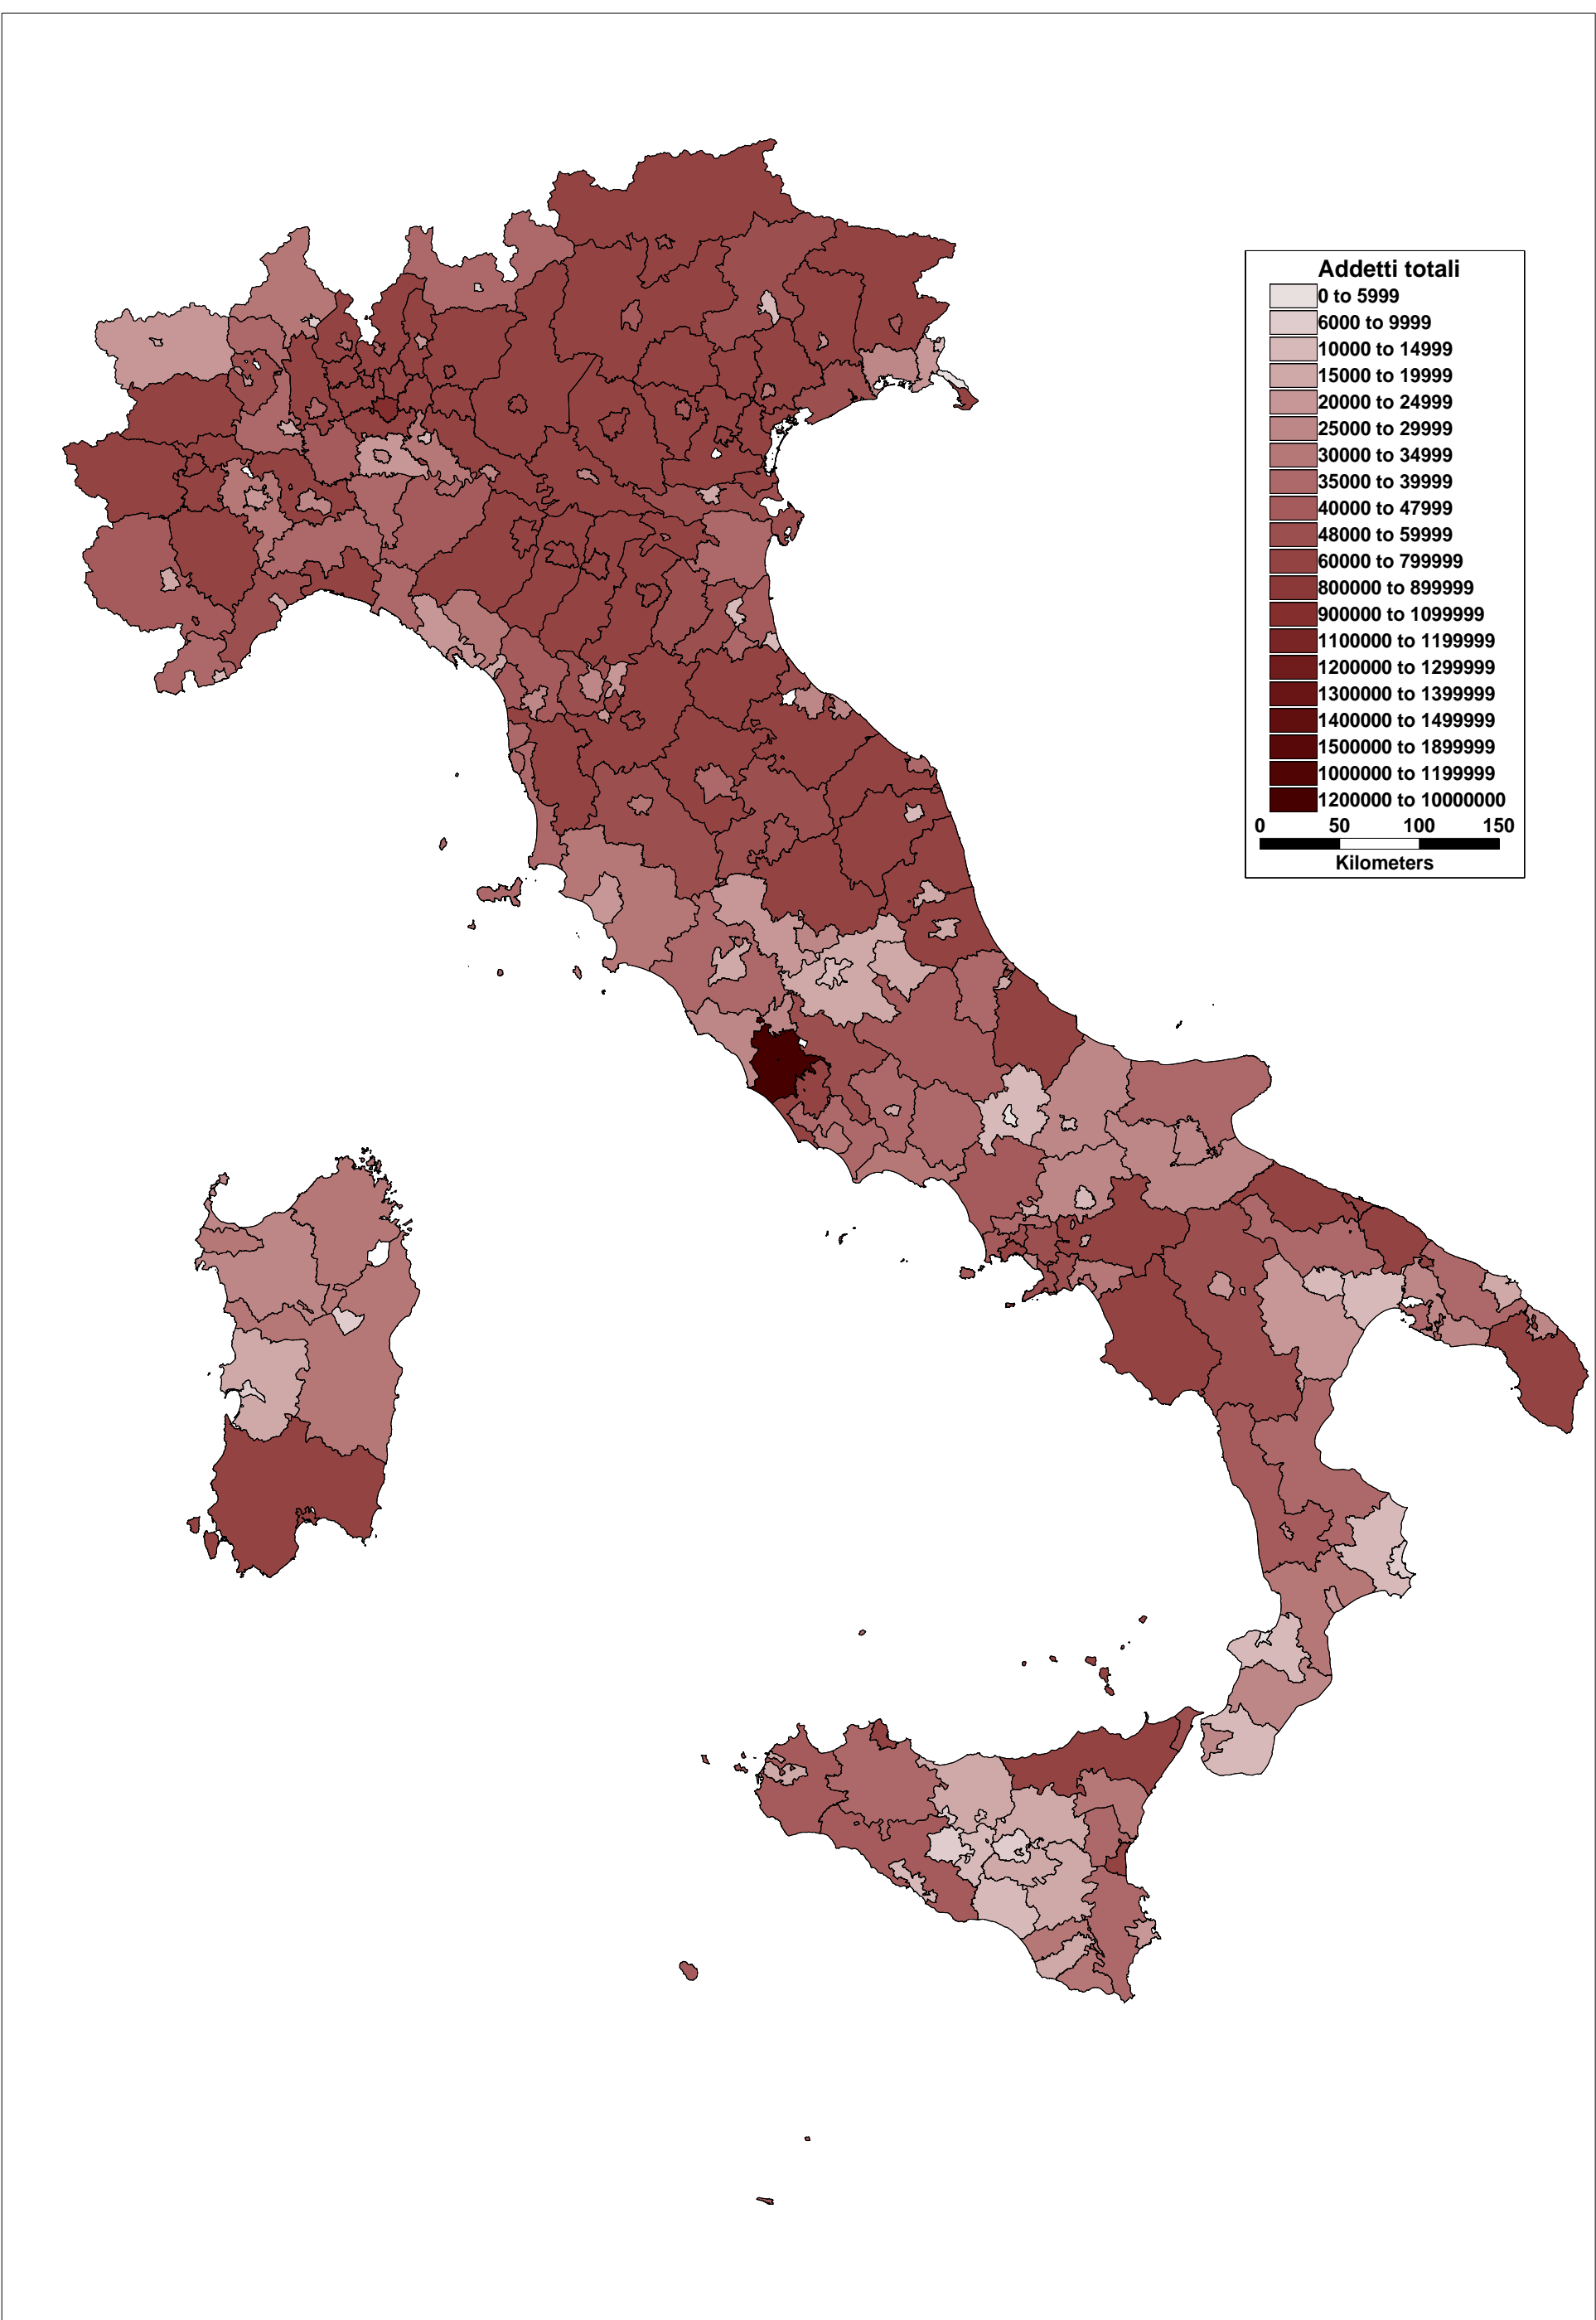 Addetti totali
0 to 5999
6000 to 9999
10000 to 14999
15000 to 19999
20000 to 24999
25000 to 29999
30000 to 34999
35000 to 39999
40000 to 47999
48000 to 59999
60000 to 799999
800000 to 899999
900000 to 1099999
1100000 to 1199999
1200000 to 1299999
1300000 to 1399999
1400000 to 1499999
1500000 to 1899999
1000000 to 1199999
1200000 to 10000000
0 50 100 150
Kilometers